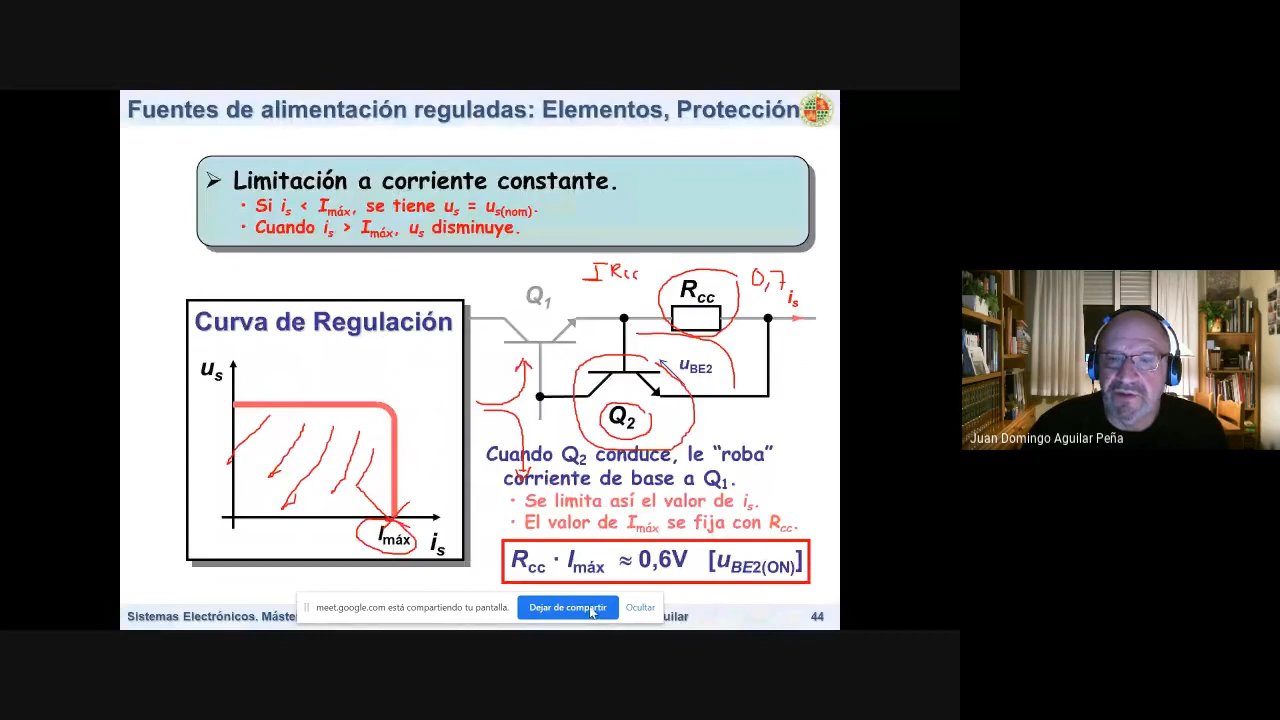 Fuentes de alimentación reguladas: Elementos, Protección
➢ Limitación a corriente constante.
• Si is < Imáx, se tiene us = us(nom).
• Cuando is > Imáx, us disminuye.
I Rcc
0,7
Q1
Rcc
is
Curva de Regulación
us
uBE2
Q2
Cuando Q2 conduce, le “roba”
corriente de base a Q1.
• Se limita así el valor de is.
• El valor de Imáx se fija con Rcc.
Imáx
is
Rcc · Imáx ≈ 0,6V [uBE2(ON)]
meet.google.com está compartiendo tu pantalla.
Dejar de compartir
Ocultar
Sistemas Electrónicos. Máste
uilar
44
Juan Domingo Aguilar Peña